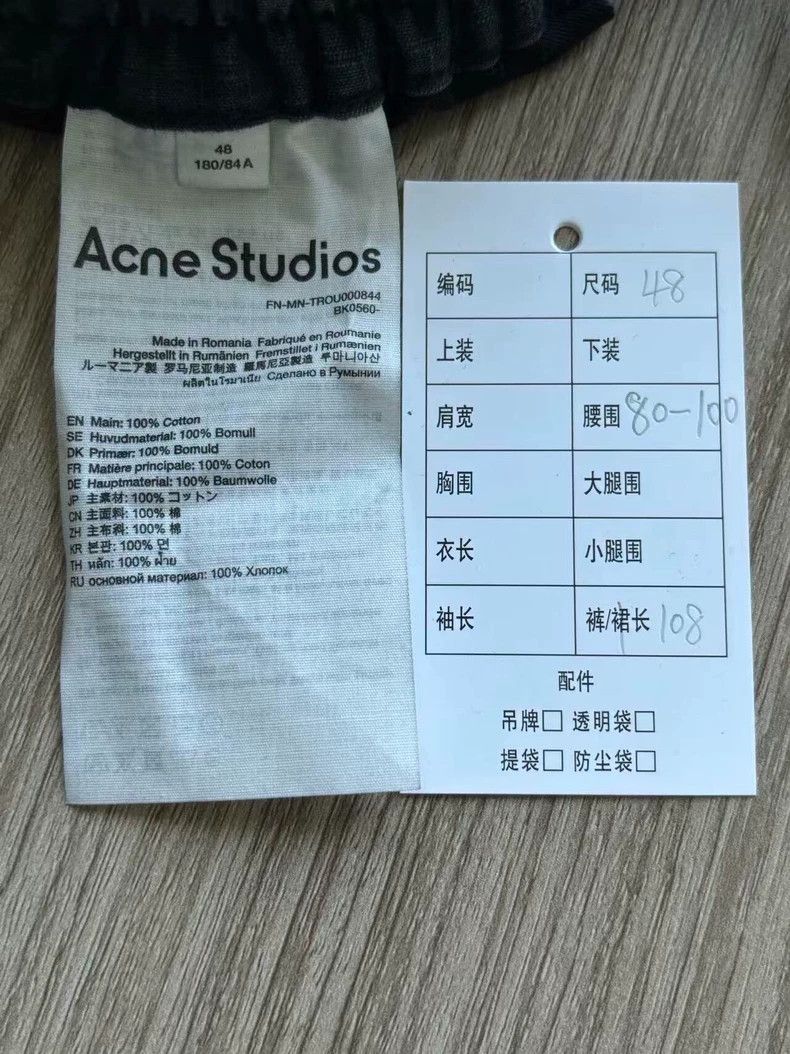 48
180/84A
Acne Studios
FN-MN-TROU000844
BK0560-
Made in Romania Fabriqué en Roumanie
Hergestellt in Rumänien Fremstillet i Rumænien
ルーマニア製 罗马尼亚制造 羅馬尼亞製造 루마니아산
ผลิตในโรมาเนีย Сделано в Румынии
EN Main: 100% Cotton
SE Huvudmaterial: 100% Bomull
DK Primær: 100% Bomuld
FR Matière principale: 100% Coton
DE Hauptmaterial: 100% Baumwolle
JP 主素材: 100% コットン
CN 主面料: 100% 棉
ZH 主布料: 100% 棉
KR 본판: 100% 면
TH หลัก: 100% ฝ้าย
RU основной материал: 100% Хлопок
编码 尺码 48
上装 下装
肩宽 腰围 80-100
胸围 大腿围
衣长 小腿围
袖长 裤/裙长 108
配件
吊牌□ 透明袋□
提袋□ 防尘袋□